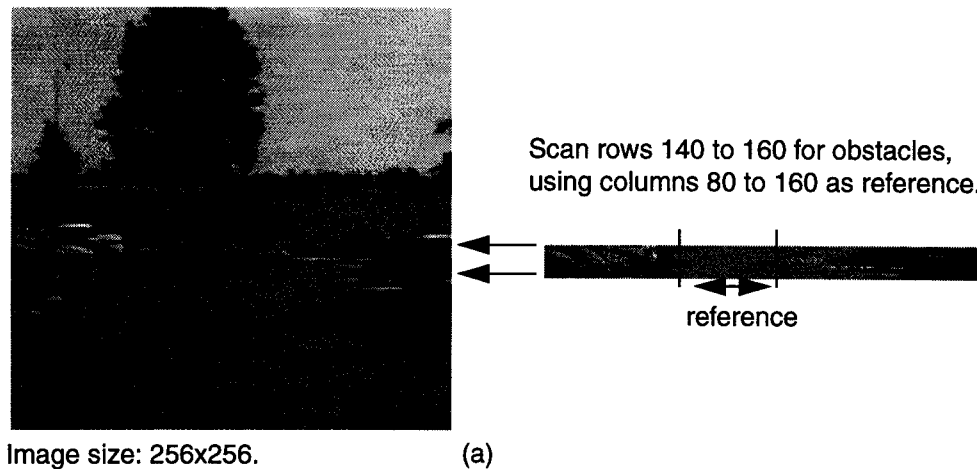 Scan rows 140 to 160 for obstacles,
using columns 80 to 160 as reference.
reference
Image size: 256x256.
(a)